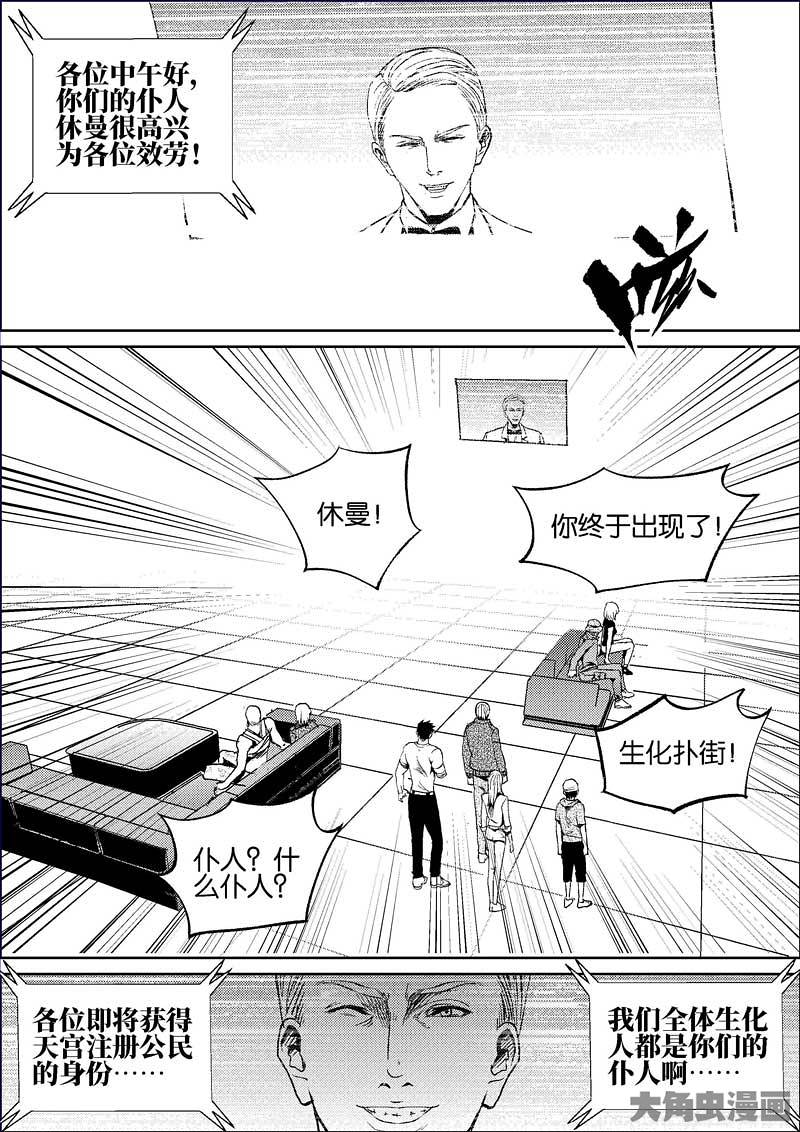 各位中午好,
你们的仆人
休曼很高兴
为各位效劳!
休曼!
你终于出现了!
生化扑街!
仆人？什
么仆人？
各位即将获得
天宫注册公民
的身份……
我们全体生化
人都是你们的
仆人啊……
大角虫漫画